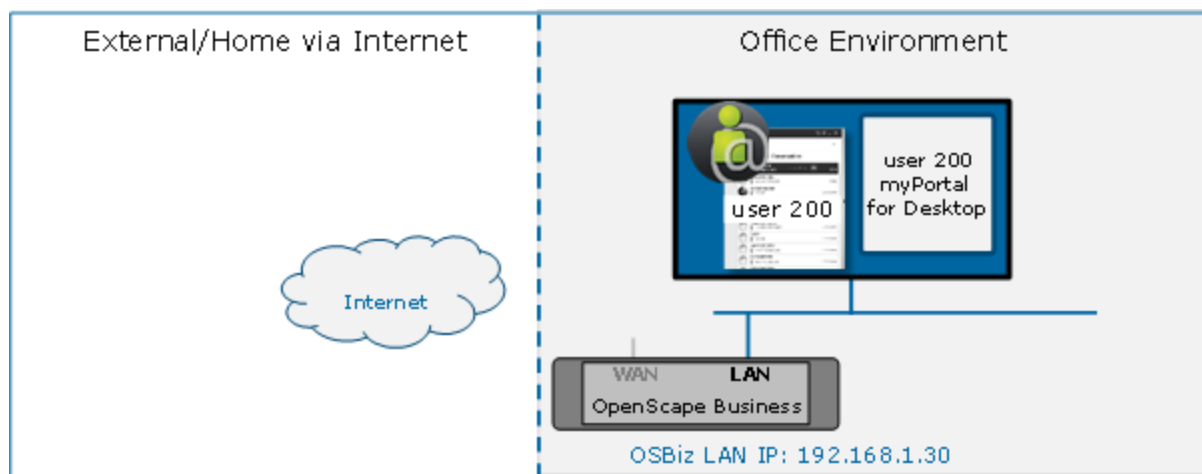 External/Home via Internet
Office Environment
@
user 200
user 200
myPortal
for Desktop
Internet
WAN
LAN
OpenScape Business
OSBiz LAN IP: 192.168.1.30